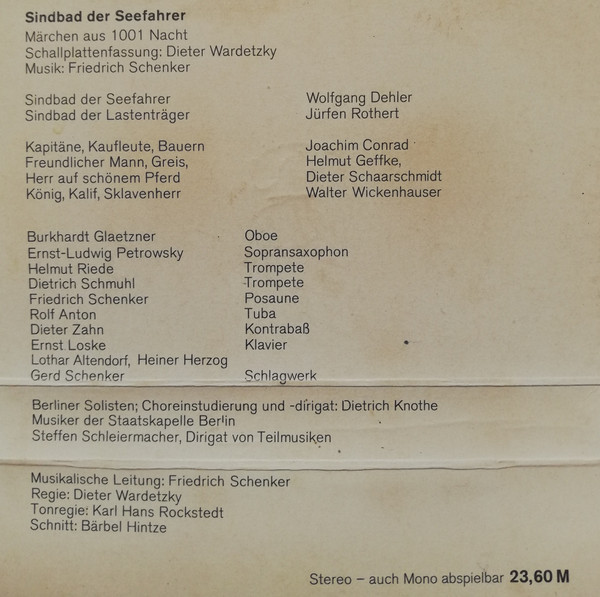 Sindbad der Seefahrer
Märchen aus 1001 Nacht
Schallplattenfassung: Dieter Wardetzky
Musik: Friedrich Schenker
Sindbad der Seefahrer Wolfgang Dehler
Sindbad der Lastenträger Jürfen Rothert
Kapitäne, Kaufleute, Bauern Joachim Conrad
Freundlicher Mann, Greis, Helmut Geffke,
Herr auf schönem Pferd Dieter Schaarschmidt
König, Kalif, Sklavenherr Walter Wickenhauser
Burkhardt Glaetzner Oboe
Ernst-Ludwig Petrowsky Sopransaxophon
Helmut Riede Trompete
Dietrich Schmuhl Trompete
Friedrich Schenker Posaune
Rolf Anton Tuba
Dieter Zahn Kontrabaß
Ernst Loske Klavier
Lothar Altendorf, Heiner Herzog
Gerd Schenker Schlagwerk
Berliner Solisten; Choreinstudierung und -dirigat: Dietrich Knothe
Musiker der Staatskapelle Berlin
Steffen Schleiermacher, Dirigat von Teilmusiken
Musikalische Leitung: Friedrich Schenker
Regie: Dieter Wardetzky
Tonregie: Karl Hans Rockstedt
Schnitt: Bärbel Hintze
Stereo – auch Mono abspielbar 23,60 M